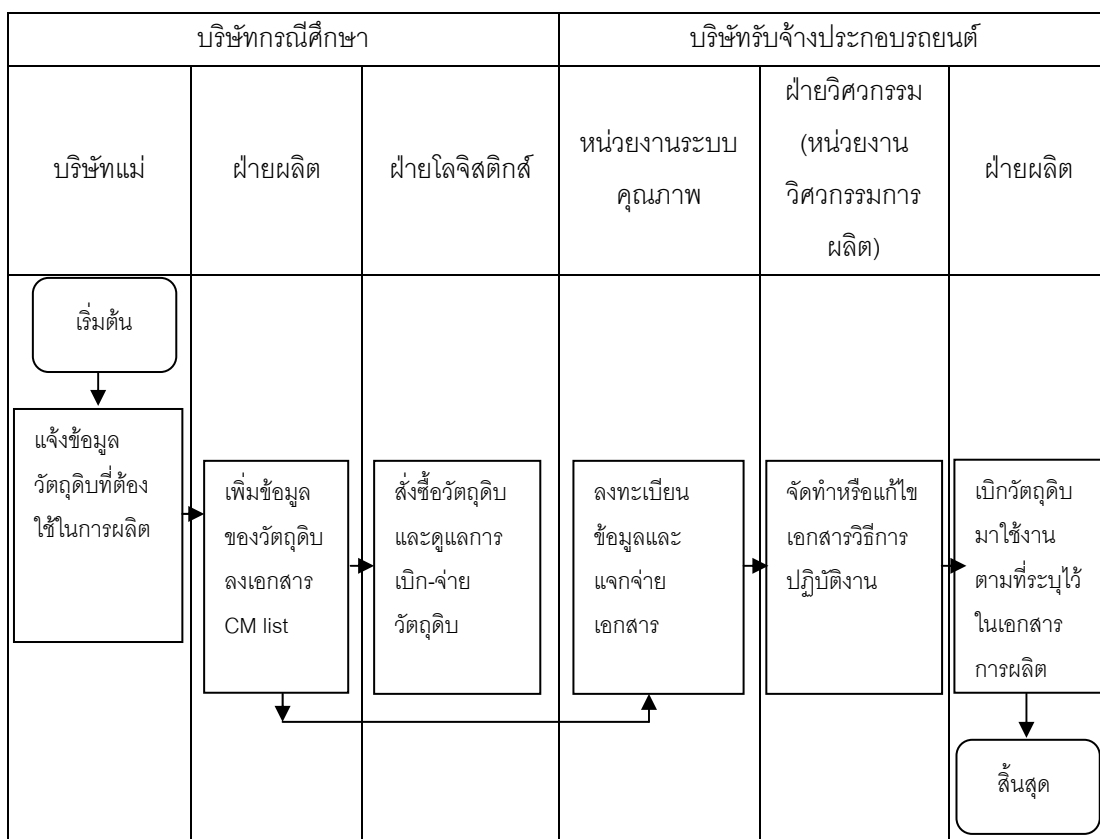 บริษัทกรณีศึกษา
บริษัทรับจ้างประกอบรถยนต์
บริษัทแม่
ฝ่ายผลิต
ฝ่ายโลจิสติกส์
หน่วยงานระบบ
คุณภาพ
ฝ่ายวิศวกรรม
(หน่วยงาน
วิศวกรรมการ
ผลิต)
ฝ่ายผลิต
เริ่มต้น
แจ้งข้อมูล
วัตถุดิบที่ต้อง
ใช้ในการผลิต
เพิ่มข้อมูล
ของวัตถุดิบ
ลงเอกสาร
CM list
สั่งซื้อวัตถุดิบ
และดูแลการ
เบิก-จ่าย
วัตถุดิบ
ลงทะเบียน
ข้อมูลและ
แจกจ่าย
เอกสาร
จัดทำหรือแก้ไข
เอกสารวิธีการ
ปฏิบัติงาน
เบิกวัตถุดิบ
มาใช้งาน
ตามที่ระบุไว้
ในเอกสาร
การผลิต
สิ้นสุด